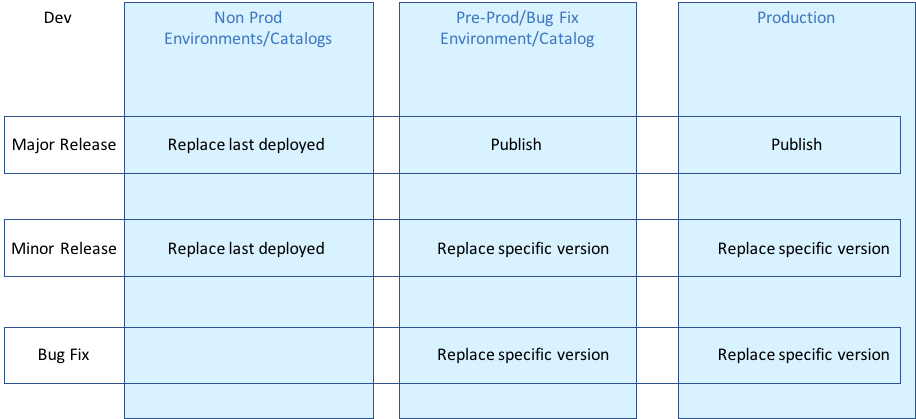 Dev
Non Prod
Environments/Catalogs
Pre-Prod/Bug Fix
Environment/Catalog
Production
Major Release
Replace last deployed
Publish
Publish
Minor Release
Replace last deployed
Replace specific version
Replace specific version
Bug Fix
Replace specific version
Replace specific version